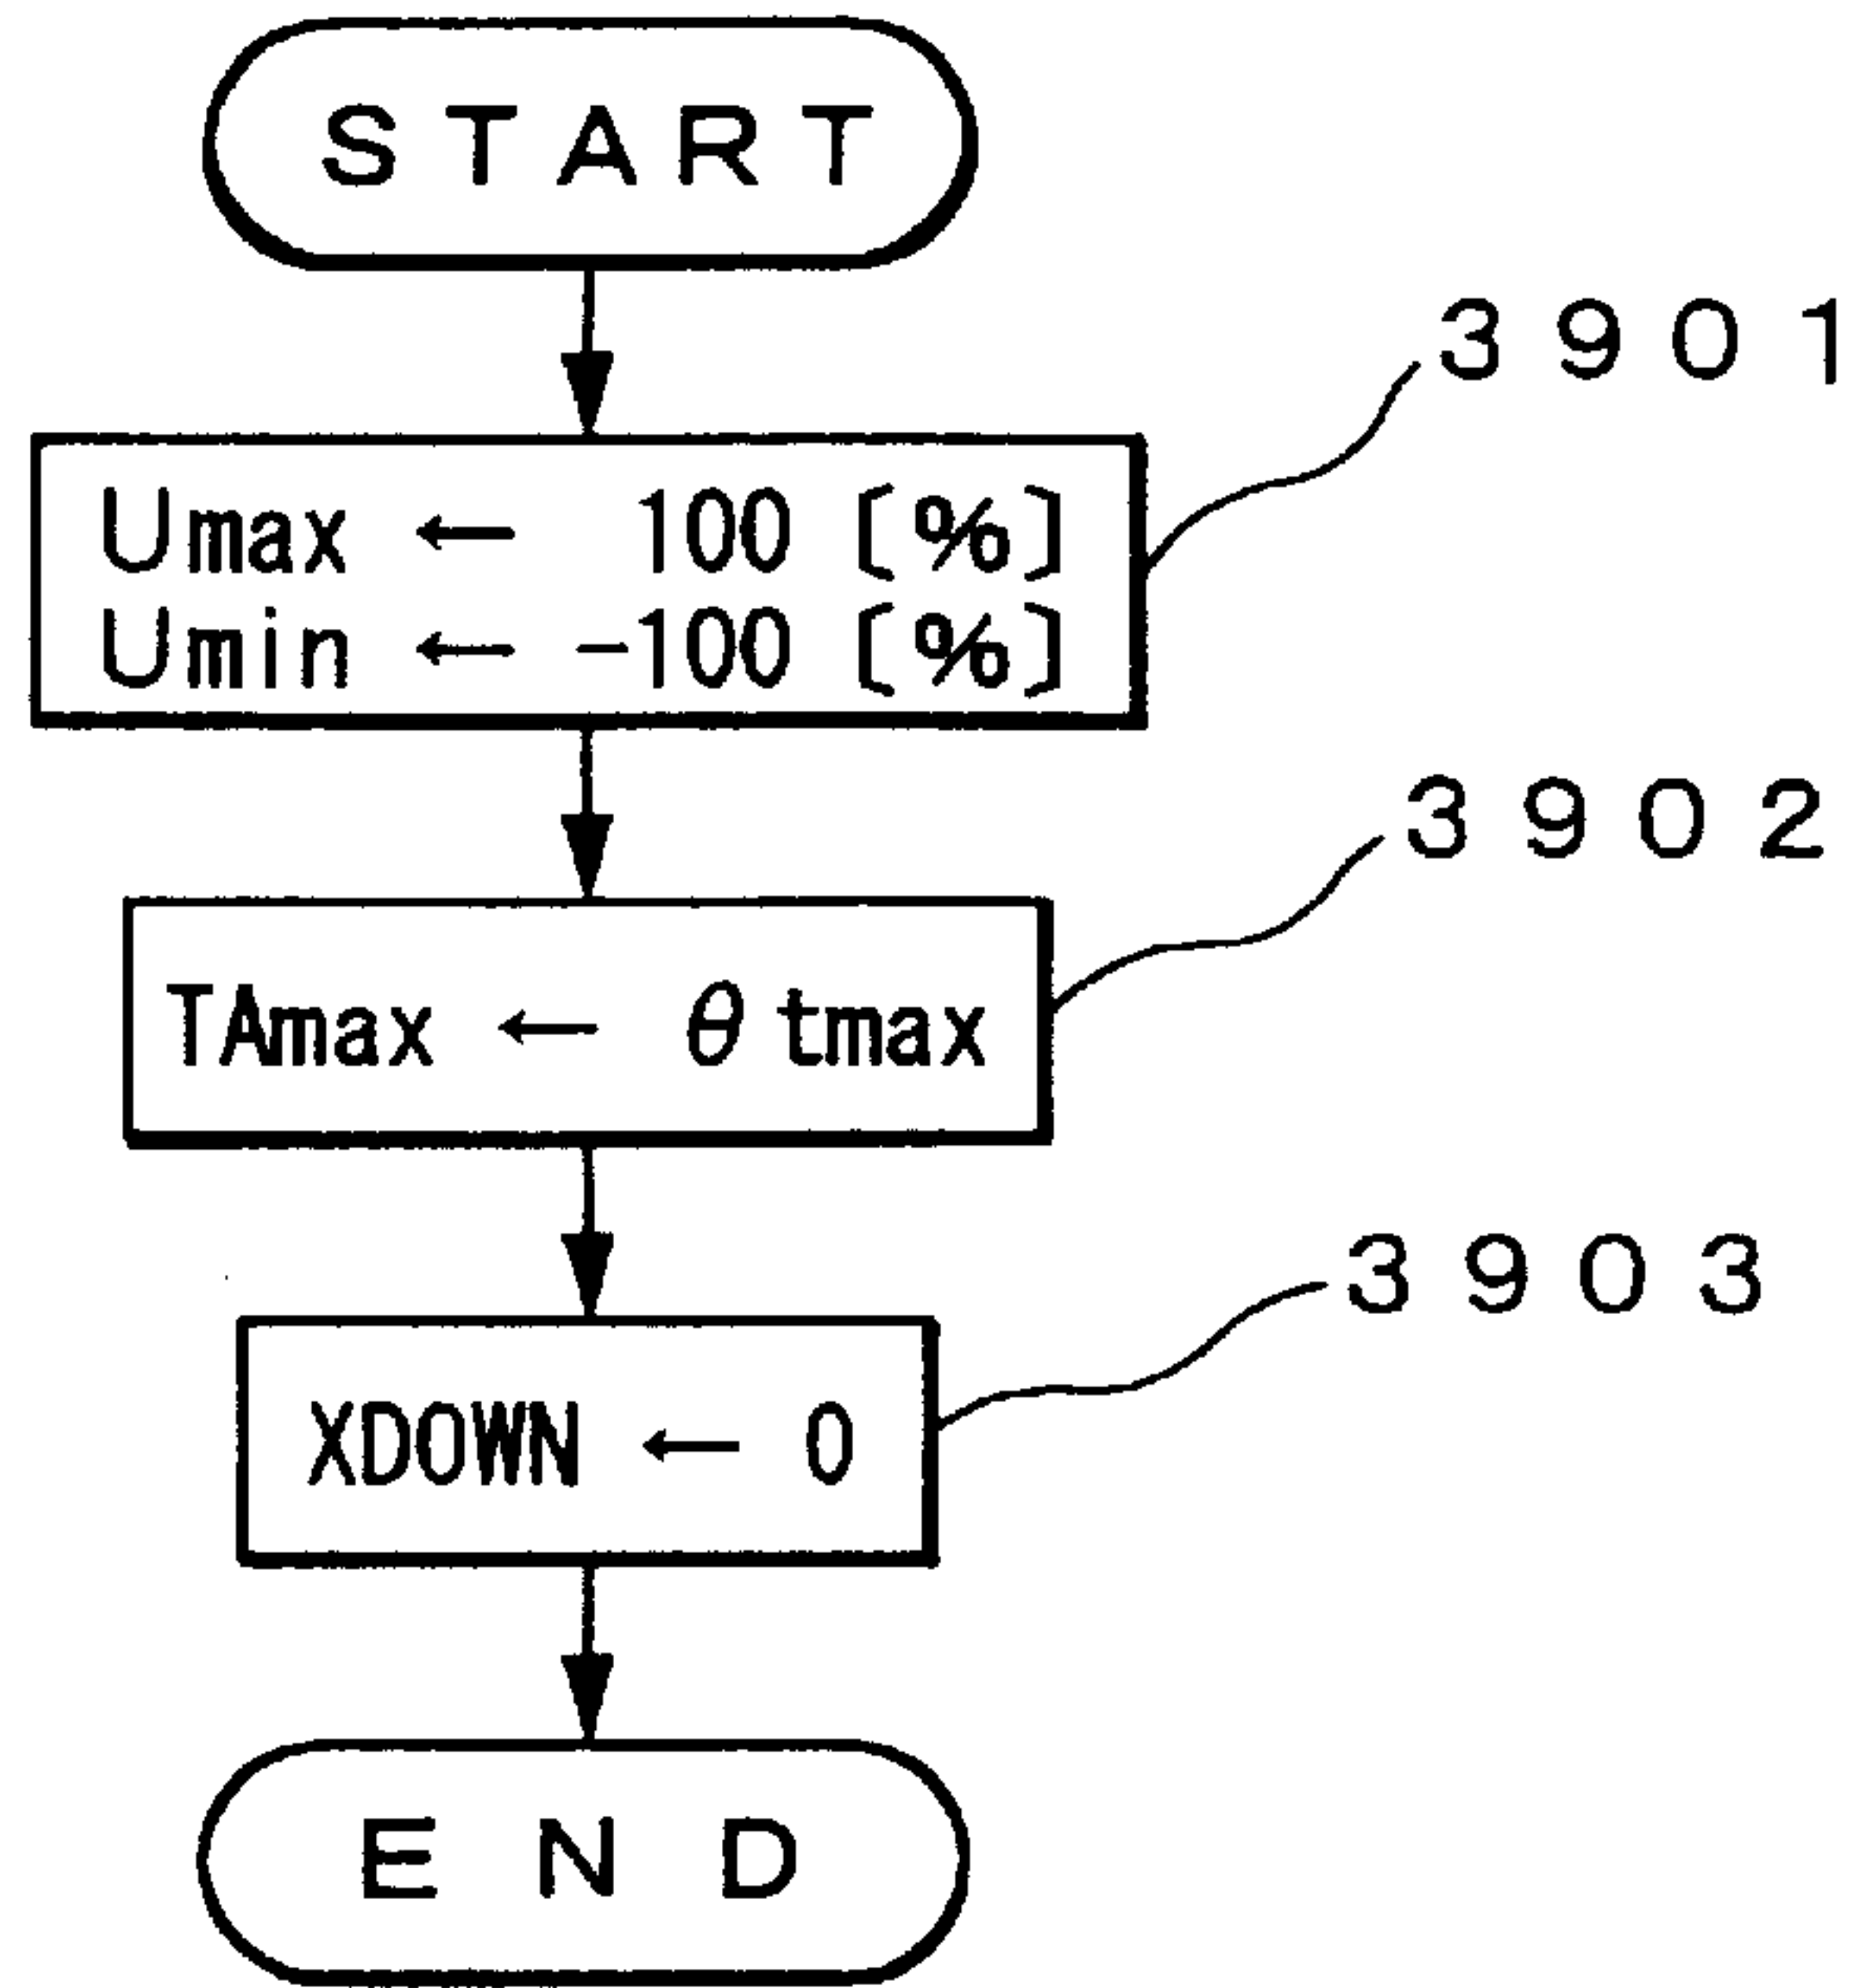 START
3901
Umax ← 100 [%]
Umin ← -100 [%]
3902
TAmax ← θtmax
3903
XDOWN ← 0
END